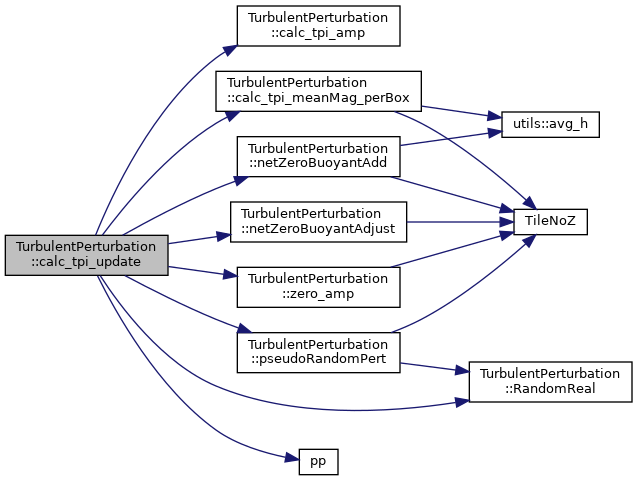 TurbulentPerturbation
::calc_tpi_update
TurbulentPerturbation
::calc_tpi_amp
TurbulentPerturbation
::calc_tpi_meanMag_perBox
TurbulentPerturbation
::netZeroBuoyantAdd
TurbulentPerturbation
::netZeroBuoyantAdjust
TurbulentPerturbation
::zero_amp
TurbulentPerturbation
::pseudoRandomPert
pp
utils::avg_h
TileNoZ
TurbulentPerturbation
::RandomReal